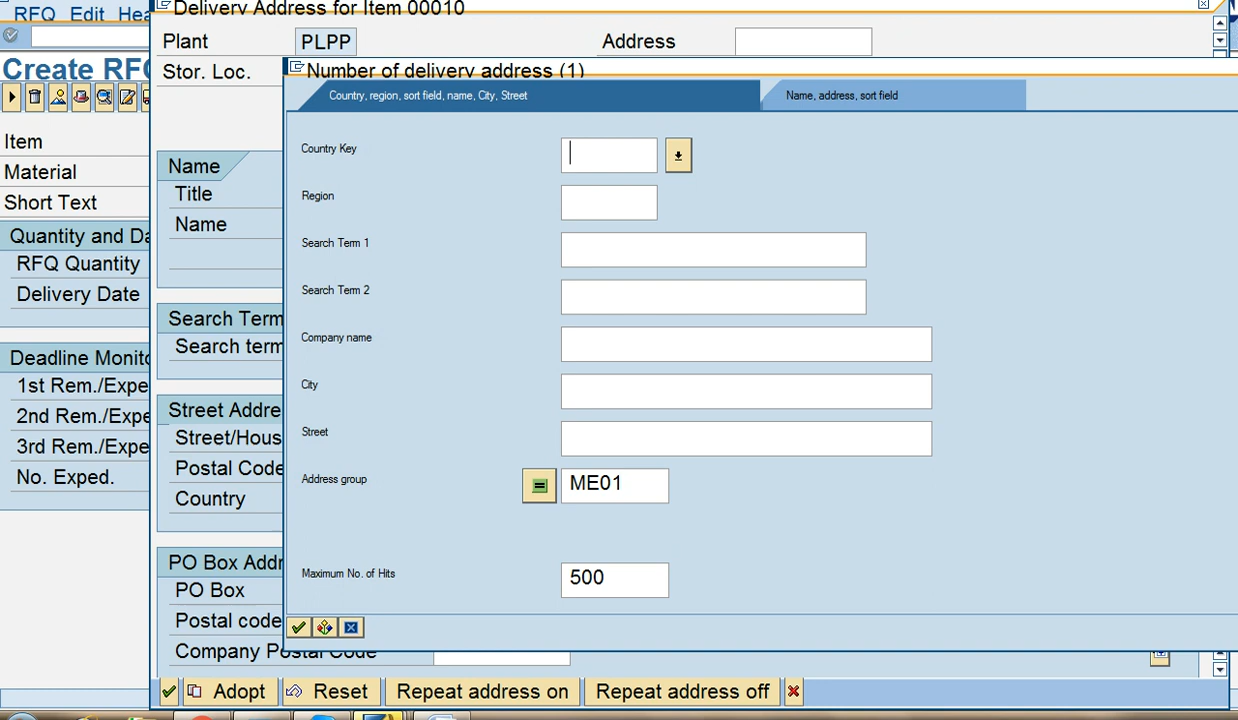 RFQ Edit Hea
Delivery Address for Item 00010
Plant PLPP Address
Create RFQ
Stor. Loc.
Number of delivery address (1)
Country, region, sort field, name, City, Street
Name, address, sort field
Item
Material
Short Text
Quantity and Da
RFQ Quantity
Delivery Date
Deadline Monito
1st Rem./Expe
2nd Rem./Expe
3rd Rem./Expe
No. Exped.
Name
Title
Name
Search Term
Search term
Street Addre
Street/Hous
Postal Code
Country
PO Box Addr
PO Box
Postal code
Company Postal Code
Country Key
Region
Search Term 1
Search Term 2
Company name
City
Street
Address group ME01
Maximum No. of Hits 500
Adopt Reset Repeat address on Repeat address off